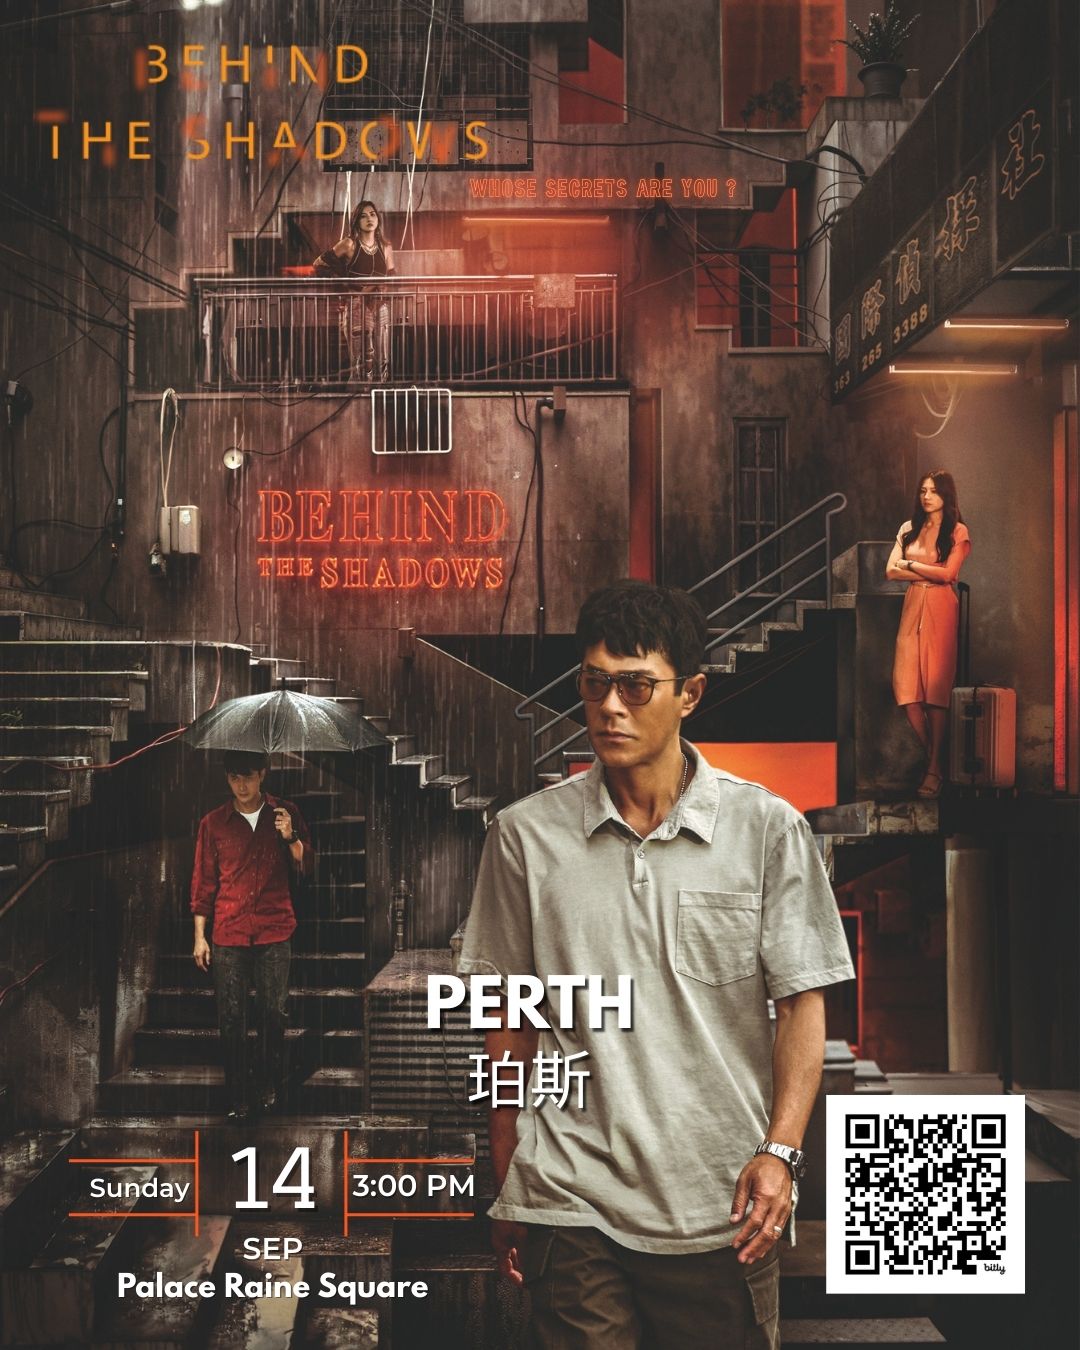 BEHIND
THE SHADOWS
WHOSE SECRETS ARE YOU ?
國際偵探社
363 265 3388
BEHIND
THE SHADOWS
PERTH
珀斯
Sunday
14
3:00 PM
SEP
Palace Raine Square
bitly